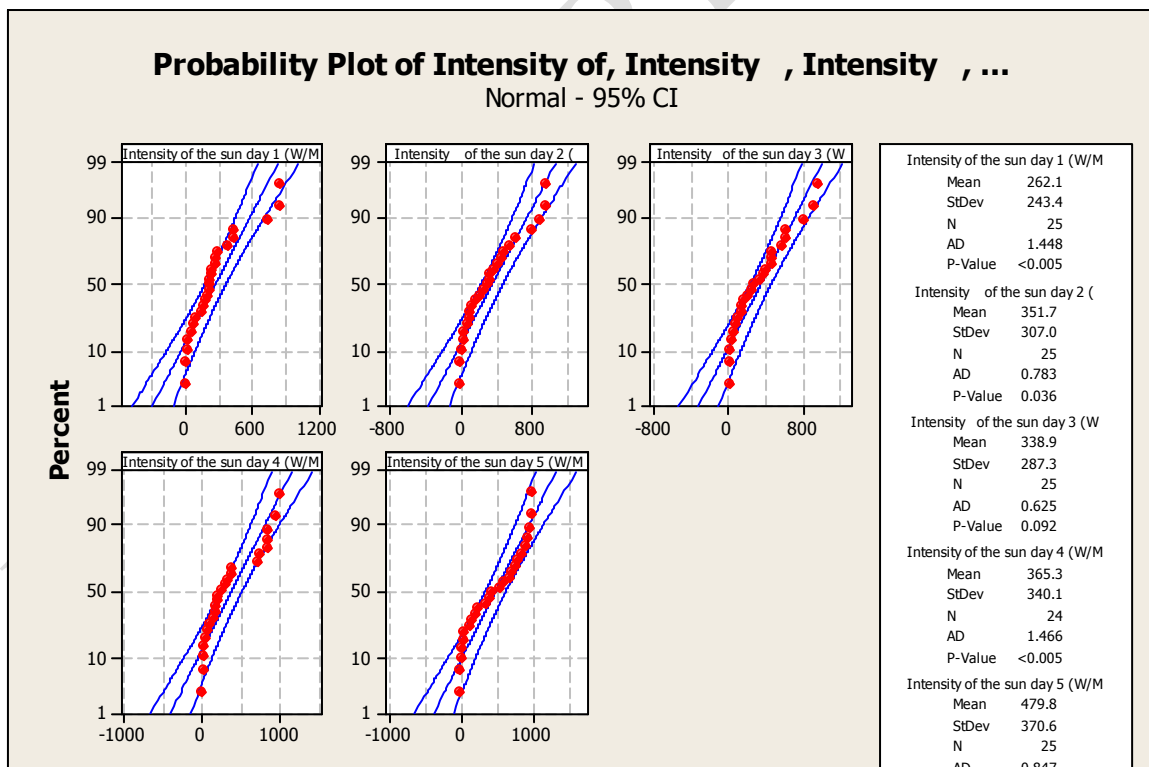 Probability Plot of Intensity of, Intensity , Intensity , ...
Normal - 95% CI
Percent
Intensity of the sun day 1 (W/M
99
90
50
10
1
0 600 1200
Intensity of the sun day 2 (
99
90
50
10
1
-800 0 800
Intensity of the sun day 3 (W
99
90
50
10
1
-800 0 800
Intensity of the sun day 4 (W/M
99
90
50
10
1
-1000 0 1000
Intensity of the sun day 5 (W/M
99
90
50
10
1
-1000 0 1000
Intensity of the sun day 1 (W/M
Mean 262.1
StDev 243.4
N 25
AD 1.448
P-Value <0.005
Intensity of the sun day 2 (
Mean 351.7
StDev 307.0
N 25
AD 0.783
P-Value 0.036
Intensity of the sun day 3 (W
Mean 338.9
StDev 287.3
N 25
AD 0.625
P-Value 0.092
Intensity of the sun day 4 (W/M
Mean 365.3
StDev 340.1
N 24
AD 1.466
P-Value <0.005
Intensity of the sun day 5 (W/M
Mean 479.8
StDev 370.6
N 25
AD 0.847